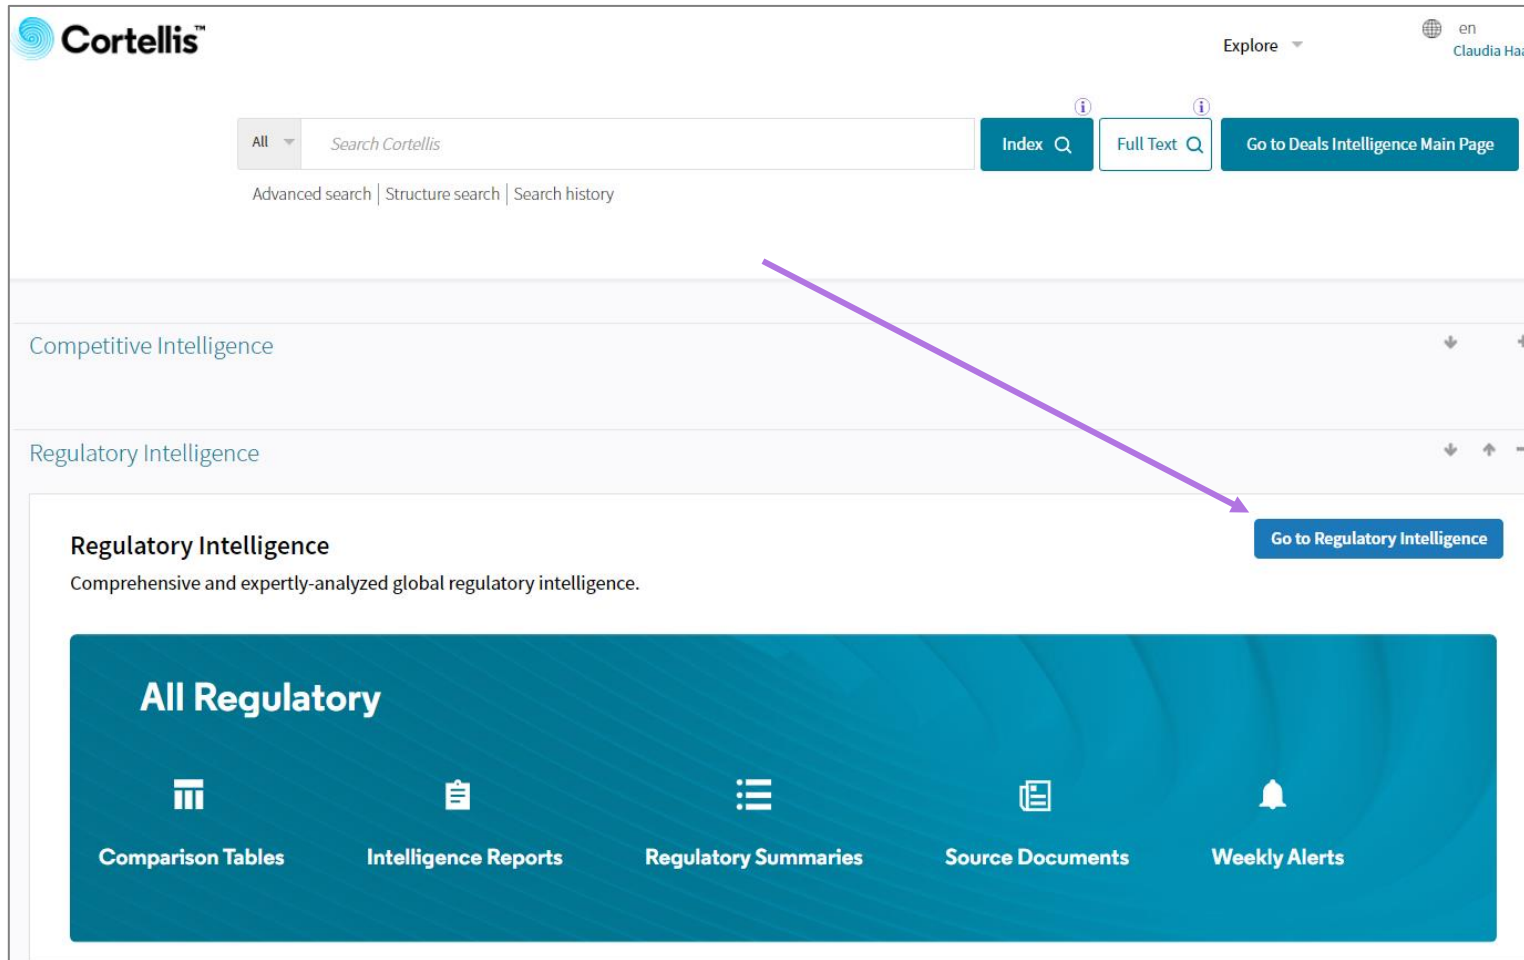 Cortellis™
Explore
en
Claudia Haa
All
Search Cortellis
Index
Full Text
Go to Deals Intelligence Main Page
Advanced search | Structure search | Search history
Competitive Intelligence
Regulatory Intelligence
Regulatory Intelligence
Go to Regulatory Intelligence
Comprehensive and expertly-analyzed global regulatory intelligence.
All Regulatory
Comparison Tables
Intelligence Reports
Regulatory Summaries
Source Documents
Weekly Alerts